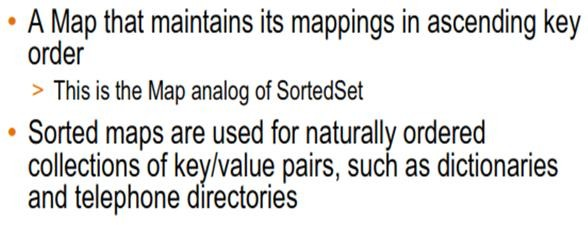 • A Map that maintains its mappings in ascending key
order
> This is the Map analog of SortedSet
• Sorted maps are used for naturally ordered
collections of key/value pairs, such as dictionaries
and telephone directories